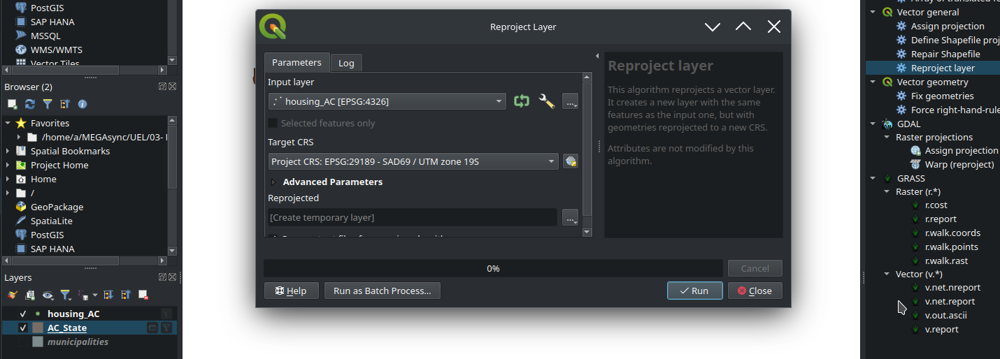 PostGIS
SAP HANA
MSSQL
WMS/WMTS
Vector Tiles
Browser (2)
Favorites
/home/a/MEGAsync/UEL/03-
Spatial Bookmarks
Project Home
Home
/
GeoPackage
SpatiaLite
PostGIS
SAP HANA
Layers
housing_AC
AC_State
municipalities
Reproject Layer
Parameters
Log
Input layer
housing_AC [EPSG:4326]
...
Selected features only
Target CRS
Project CRS: EPSG:29189 - SAD69 / UTM zone 19S
Advanced Parameters
Reprojected
[Create temporary layer]
...
Reproject layer
This algorithm reprojects a vector layer.
It creates a new layer with the same
features as the input one, but with
geometries reprojected to a new CRS.
Attributes are not modified by this
algorithm.
0%
Cancel
Help
Run as Batch Process...
Run
Close
Vector general
Assign projection
Define Shapefile proj
Repair Shapefile
Reproject layer
Vector geometry
Fix geometries
Force right-hand-rule
GDAL
Raster projections
Assign projection
Warp (reproject)
GRASS
Raster (r.*)
r.cost
r.report
r.walk.coords
r.walk.points
r.walk.rast
Vector (v.*)
v.net.nreport
v.net.report
v.out.ascii
v.report